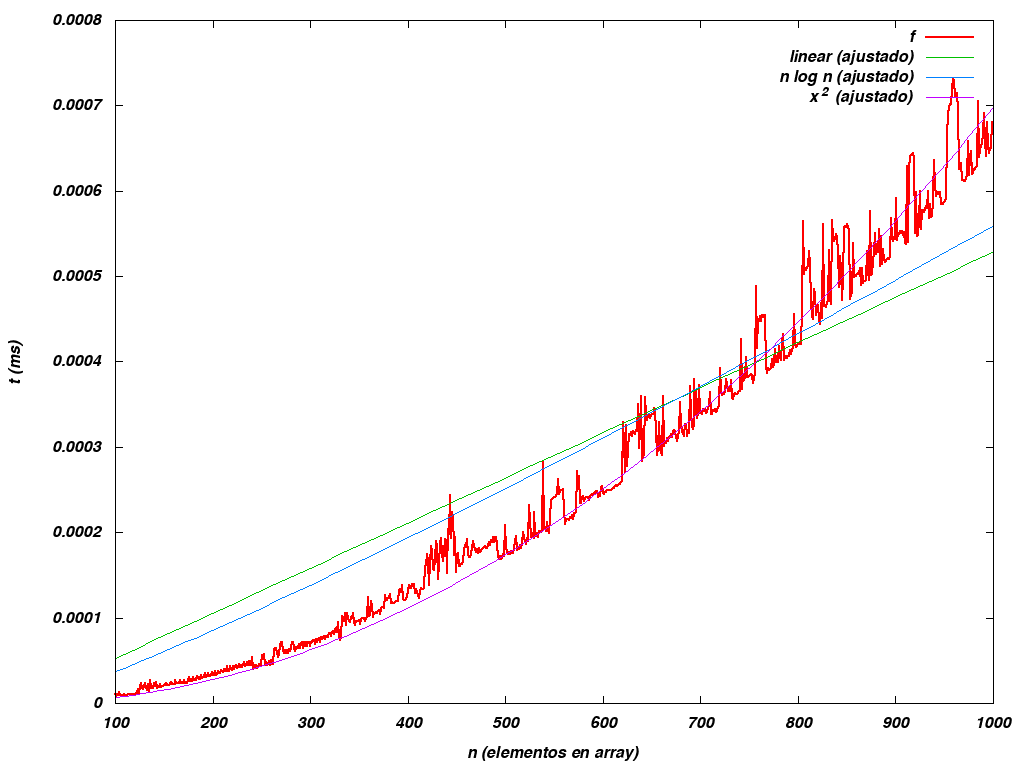 0.0008
0.0007
0.0006
0.0005
0.0004
0.0003
0.0002
0.0001
0
t (ms)
f
linear (ajustado)
n log n (ajustado)
x² (ajustado)
100 200 300 400 500 600 700 800 900 1000
n (elementos en array)